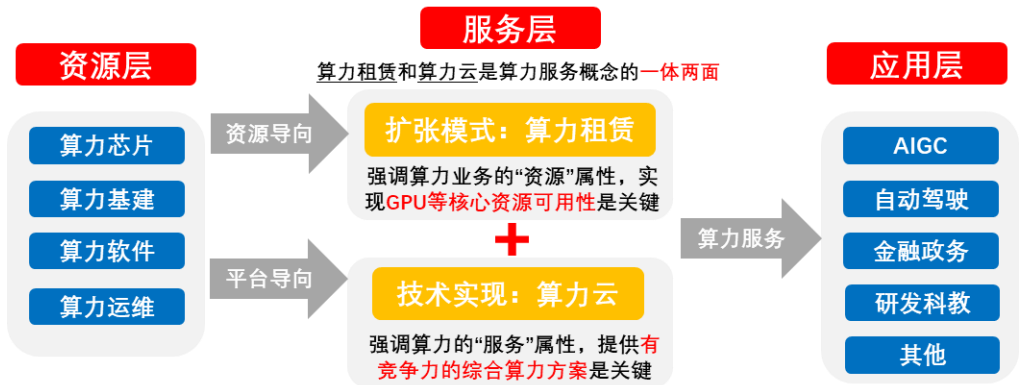 资源层
算力芯片
算力基建
算力软件
算力运维
资源导向
平台导向
服务层
算力租赁和算力云是算力服务概念的一体两面
扩张模式：算力租赁
强调算力业务的“资源”属性，实
现GPU等核心资源可用性是关键
+
技术实现：算力云
强调算力的“服务”属性，提供有
竞争力的综合算力方案是关键
算力服务
应用层
AIGC
自动驾驶
金融政务
研发科教
其他